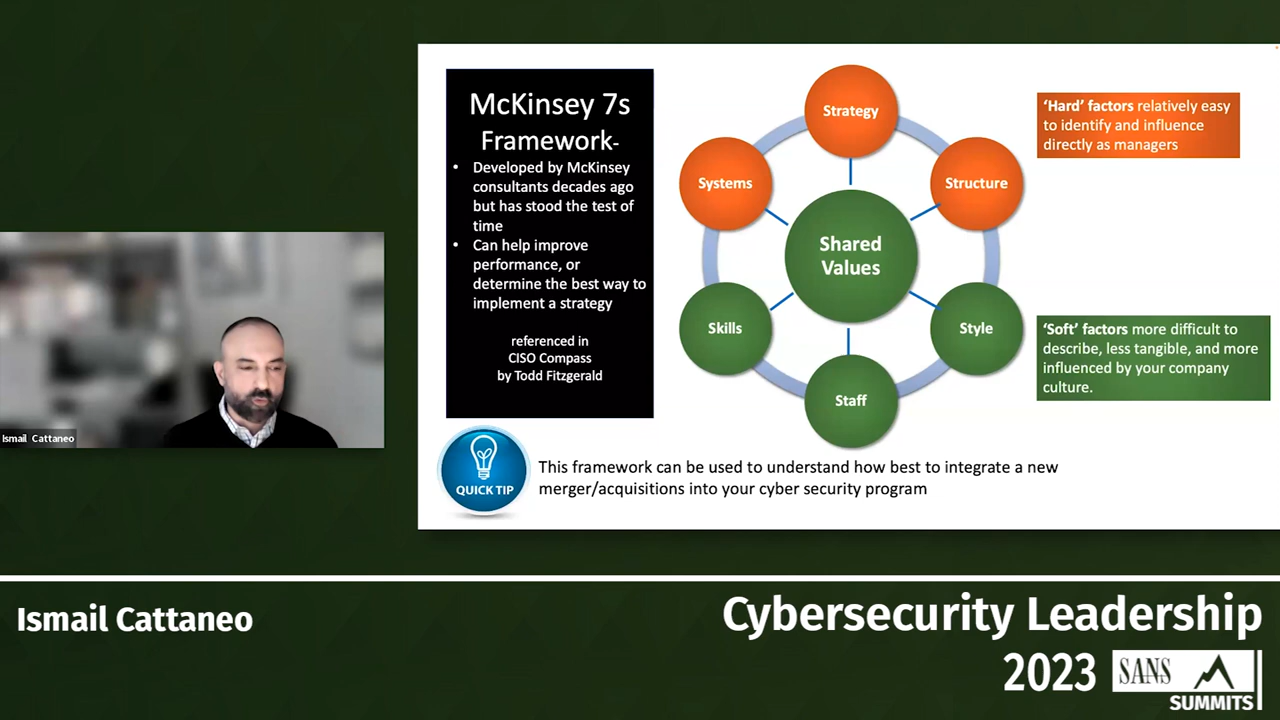 McKinsey 7s
Framework-
• Developed by McKinsey
consultants decades ago
but has stood the test of
time
• Can help improve
performance, or
determine the best way to
implement a strategy
referenced in
CISO Compass
by Todd Fitzgerald
Strategy
Systems
Structure
Shared
Values
Skills
Style
Staff
‘Hard’ factors relatively easy
to identify and influence
directly as managers
‘Soft’ factors more difficult to
describe, less tangible, and more
influenced by your company
culture.
QUICK TIP
This framework can be used to understand how best to integrate a new
merger/acquisitions into your cyber security program
Ismail Cattaneo
Ismail Cattaneo
Cybersecurity Leadership
2023
SANS
SUMMITS